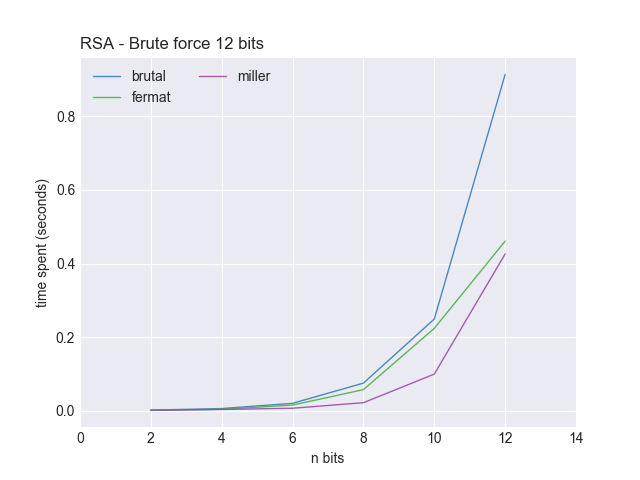 RSA - Brute force 12 bits
brutal
miller
fermat
time spent (seconds)
0.8
0.6
0.4
0.2
0.0
0 2 4 6 8 10 12 14
n bits